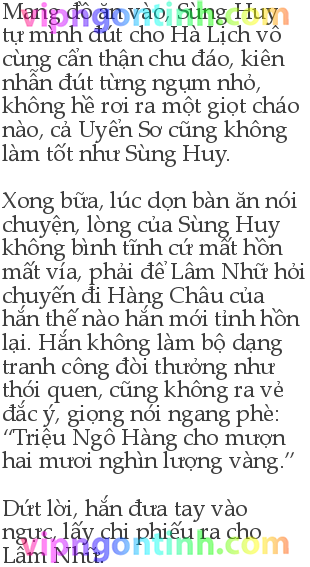 Mang đồ ăn vào, Sùng Huy
tự mình đút cho Hà Lịch vô
cùng cẩn thận chu đáo, kiên
nhẫn đút từng ngụm nhỏ,
không hề rơi ra một giọt cháo
nào, cả Uyển Sơ cũng không
làm tốt như Sùng Huy.
Xong bữa, lúc dọn bàn ăn nói
chuyện, lòng của Sùng Huy
không bình tĩnh cứ mất hồn
mất vía, phải để Lâm Nhữ hỏi
chuyến đi Hàng Châu của
hắn thế nào hắn mới tỉnh hồn
lại. Hắn không làm bộ dạng
tranh công đòi thưởng như
thói quen, cũng không ra vẻ
đắc ý, giọng nói ngang phè:
“Triệu Ngô Hàng cho mượn
hai mươi nghìn lượng vàng.”
Dứt lời, hắn đưa tay vào
ngực, lấy chi phiếu ra cho
Lâm Nhữ.
vipngontinh.com
vipngontinh.com